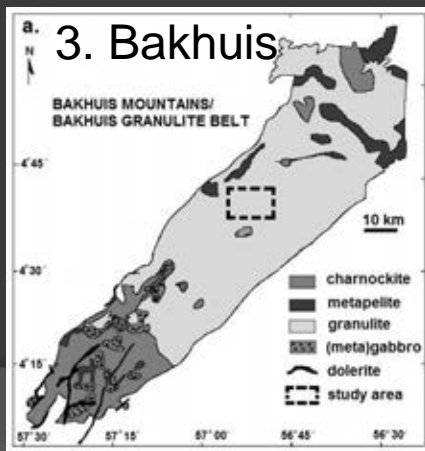 a.
3. Bakhuis
N
BAKHUIS MOUNTAINS/
BAKHUIS GRANULITE BELT
4°45
10 km
4°30
charnockite
metapelite
granulite
(meta)gabbro
dolerite
study area
4°15
57°30
57°15
57°00
56°45
56°30